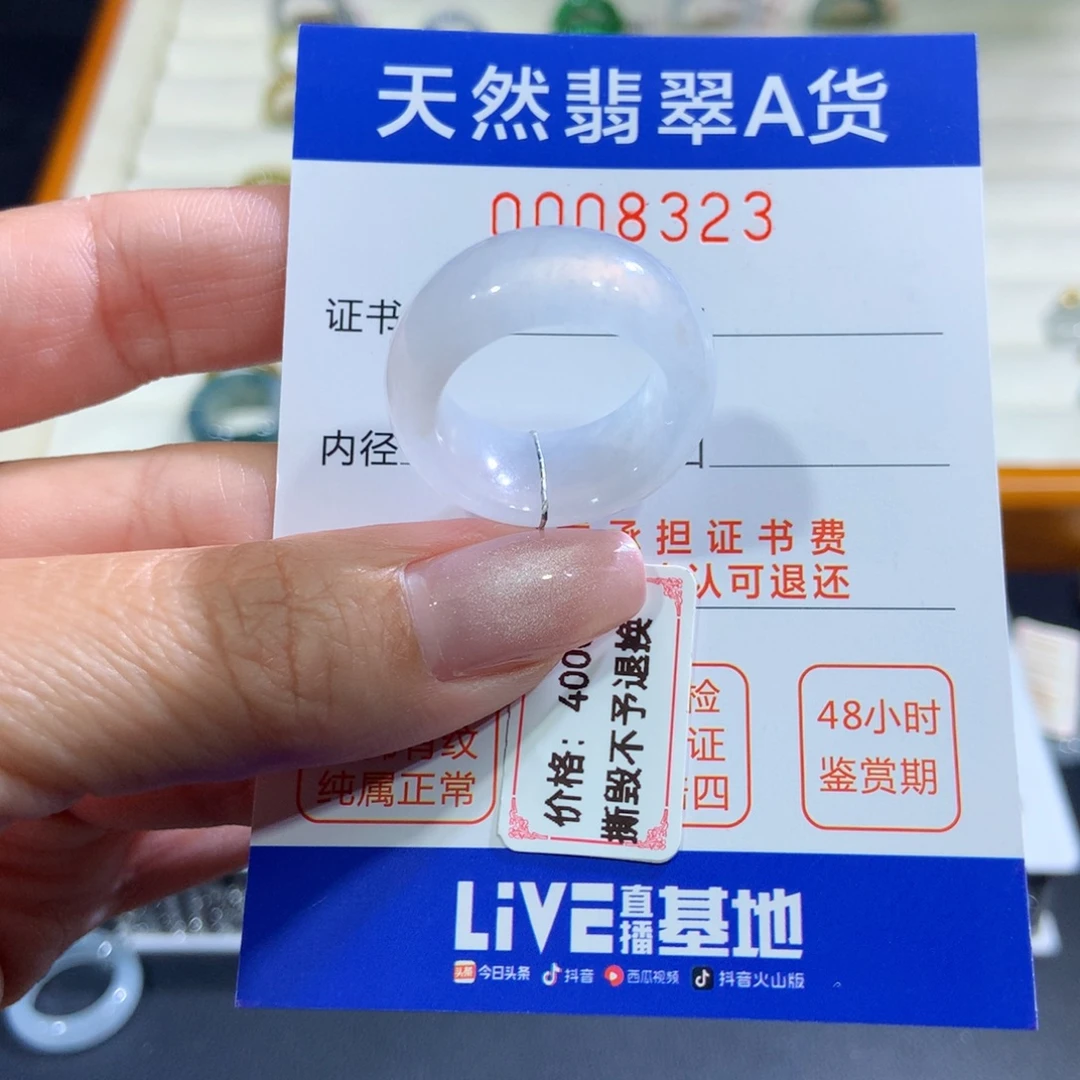 天然翡翠A货
0008323
证书
内径
承担证书费
认可退还
价格: 400
撕毁不予退换
纹
纯属正常
检
证
四
48小时
鉴赏期
LiVE直播基地
头条 今日头条 抖音 西瓜视频 抖音火山版